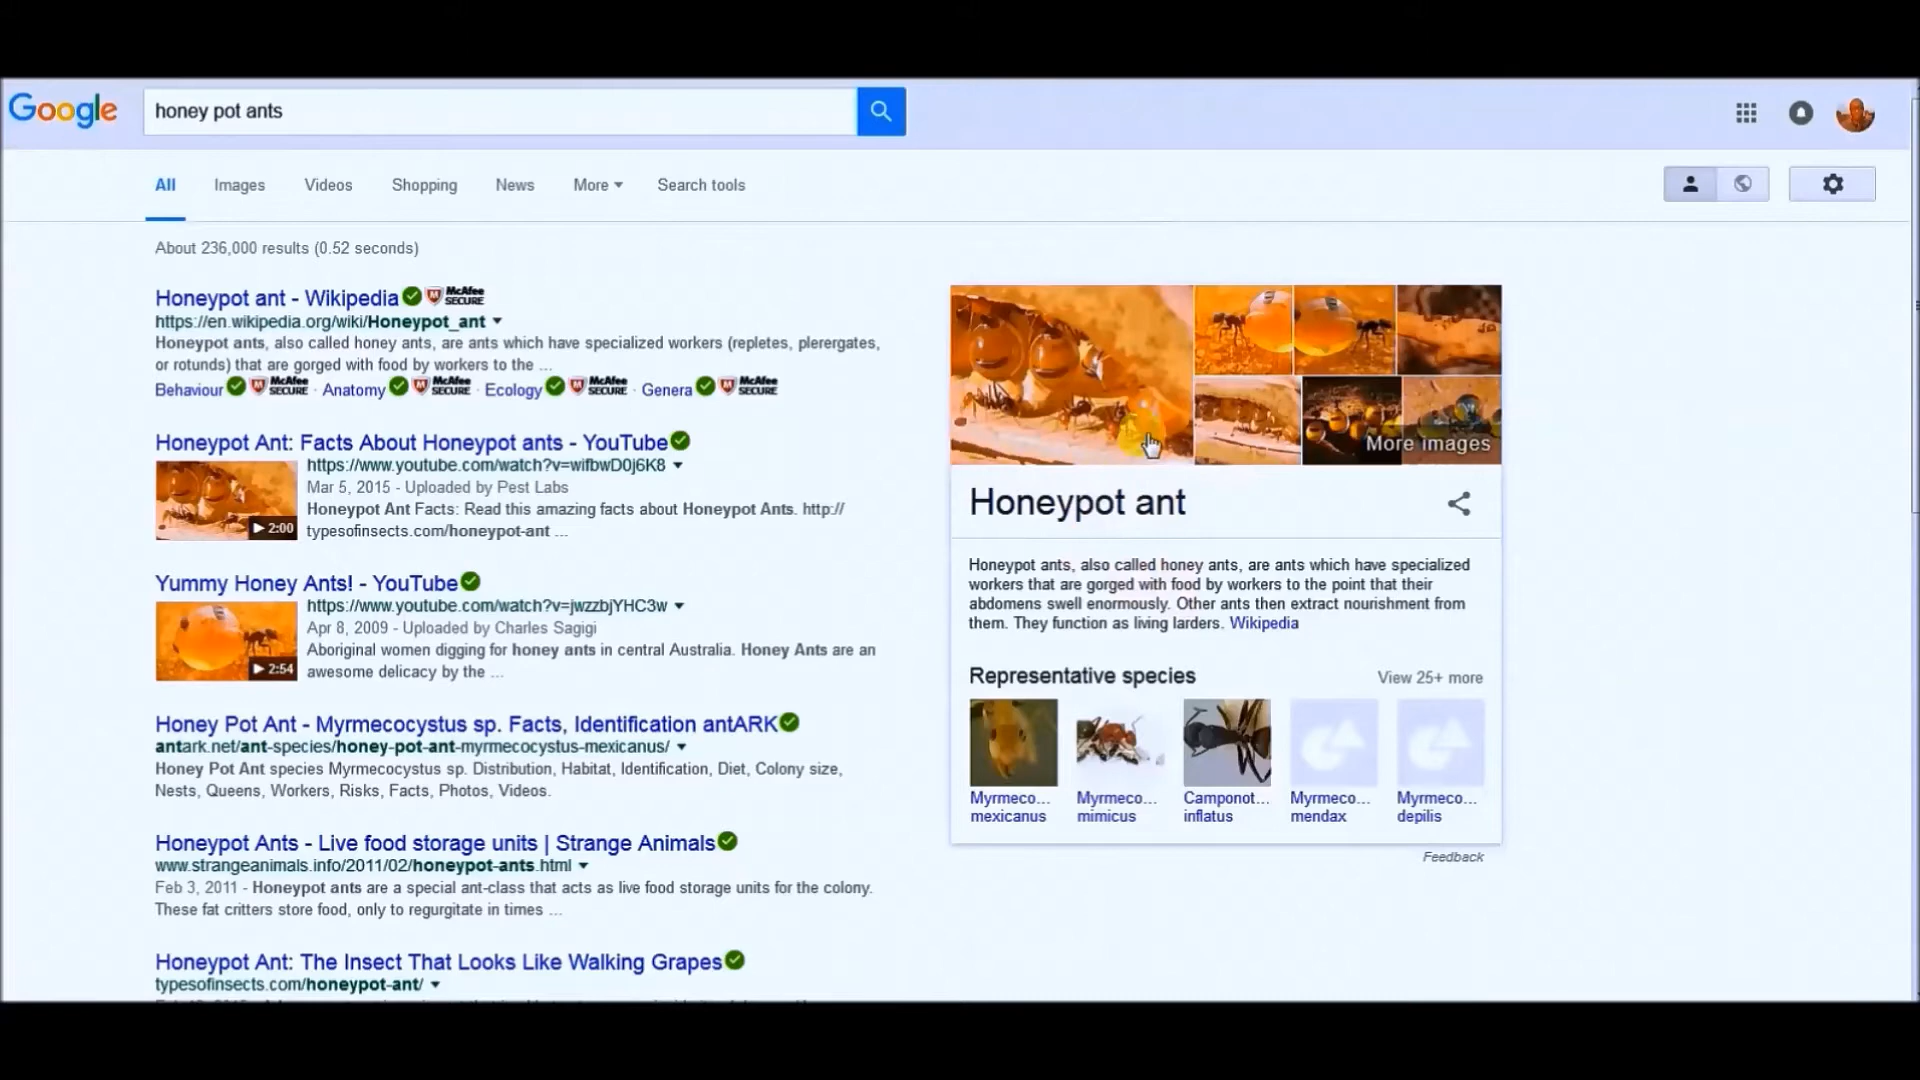 Google
honey pot ants
All Images Videos Shopping News More Search tools
About 236,000 results (0.52 seconds)
Honeypot ant - Wikipedia McAfee SECURE
https://en.wikipedia.org/wiki/Honeypot_ant
Honeypot ants, also called honey ants, are ants which have specialized workers (repletes, plerergates,
or rotunds) that are gorged with food by workers to the ...
Behaviour McAfee SECURE · Anatomy McAfee SECURE · Ecology McAfee SECURE · Genera McAfee SECURE
Honeypot Ant: Facts About Honeypot ants - YouTube
https://www.youtube.com/watch?v=wifbwD0j6K8
Mar 5, 2015 - Uploaded by Pest Labs
Honeypot Ant Facts: Read this amazing facts about Honeypot Ants. http://
typesofinsects.com/honeypot-ant ...
2:00
Yummy Honey Ants! - YouTube
https://www.youtube.com/watch?v=jwzzbjYHC3w
Apr 8, 2009 - Uploaded by Charles Sagigi
Aboriginal women digging for honey ants in central Australia. Honey Ants are an
awesome delicacy by the ...
2:54
Honey Pot Ant - Myrmecocystus sp. Facts, Identification antARK
antark.net/ant-species/honey-pot-ant-myrmecocystus-mexicanus/
Honey Pot Ant species Myrmecocystus sp. Distribution, Habitat, Identification, Diet, Colony size,
Nests, Queens, Workers, Risks, Facts, Photos, Videos.
Honeypot Ants - Live food storage units | Strange Animals
www.strangeanimals.info/2011/02/honeypot-ants.html
Feb 3, 2011 - Honeypot ants are a special ant-class that acts as live food storage units for the colony.
These fat critters store food, only to regurgitate in times ...
Honeypot Ant: The Insect That Looks Like Walking Grapes
typesofinsects.com/honeypot-ant/
More images
Honeypot ant
Honeypot ants, also called honey ants, are ants which have specialized
workers that are gorged with food by workers to the point that their
abdomens swell enormously. Other ants then extract nourishment from
them. They function as living larders. Wikipedia
Representative species View 25+ more
Myrmeco... Myrmeco... Camponot... Myrmeco... Myrmeco...
mexicanus mimicus inflatus mendax depilis
Feedback